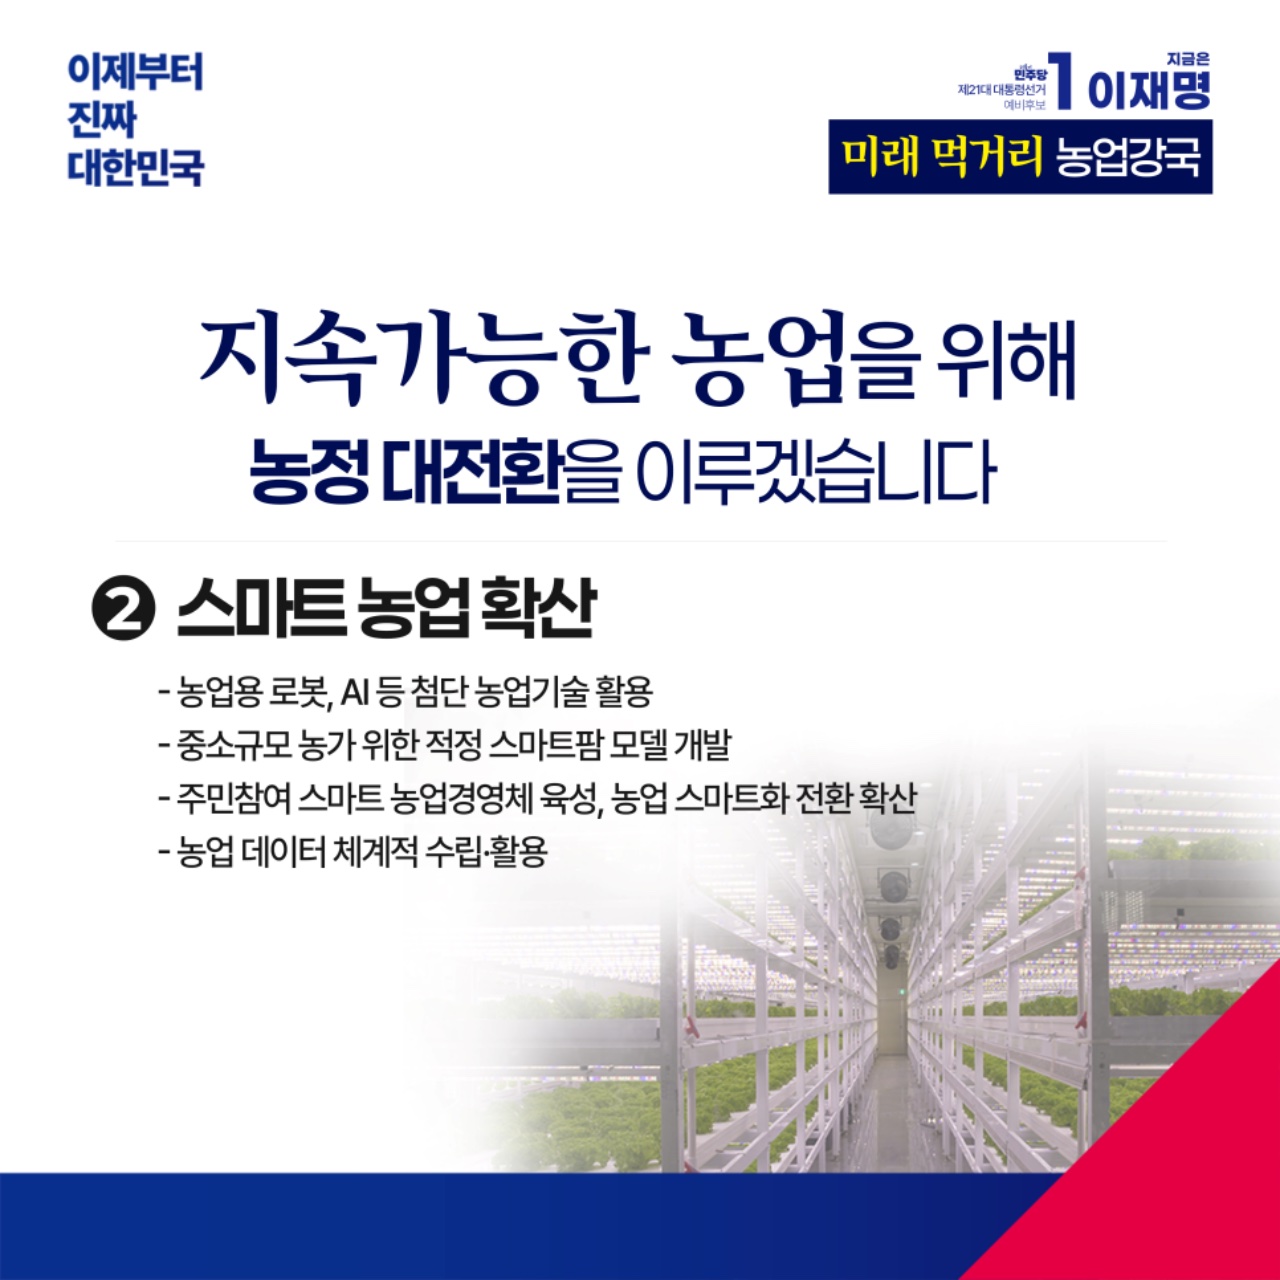 이제부터
진짜
대한민국
지금은
민주당
제21대 대통령선거
예비후보
1 이재명
미래 먹거리 농업강국
지속가능한 농업을 위해
농정 대전환을 이루겠습니다
2 스마트 농업 확산
- 농업용 로봇, AI 등 첨단 농업기술 활용
- 중소규모 농가 위한 적정 스마트팜 모델 개발
- 주민참여 스마트 농업경영체 육성, 농업 스마트화 전환 확산
- 농업 데이터 체계적 수립·활용